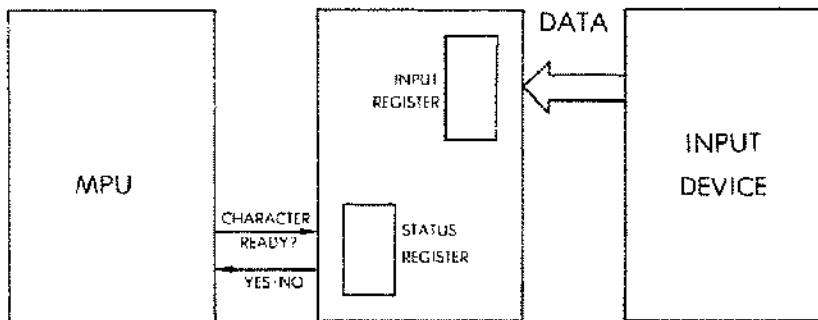 DATA
INPUT
REGISTER
INPUT
DEVICE
MPU
CHARACTER
READY?
YES-NO
STATUS
REGISTER